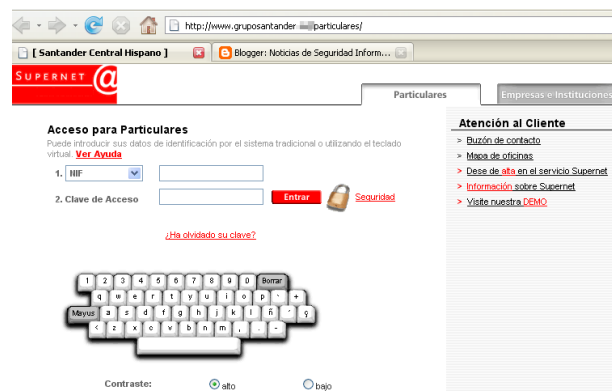 http://www.gruposantander particulares/
[ Santander Central Hispano ]
Blogger: Noticias de Seguridad Inform...
SUPERNET @
Particulares
Empresas e Instituciones
Acceso para Particulares
Puede introducir sus datos de identificación por el sistema tradicional o utilizando el teclado
virtual. Ver Ayuda
1. NIF
2. Clave de Acceso
Entrar
Seguridad
¿Ha olvidado su clave?
Atención al Cliente
> Buzón de contacto
> Mapa de oficinas
> Dese de alta en el servicio Supernet
> Información sobre Supernet
> Visite nuestra DEMO
1 2 3 4 5 6 7 8 9 0 Borrar
q w e r t y u i o p ` +
Mayus a s d f g h j k l ñ ´ ç
< z x c v b n m , . -
Contraste:
alto
bajo